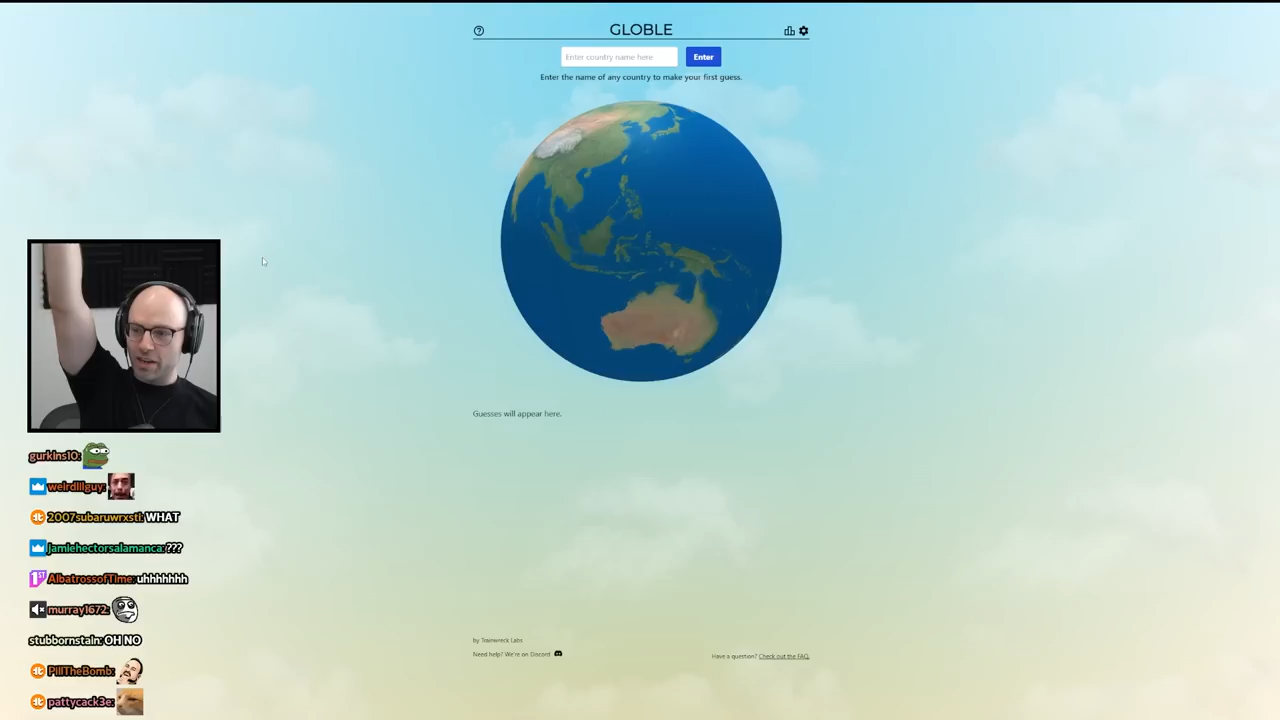 GLOBLE
Enter country name here
Enter
Enter the name of any country to make your first guess.
Guesses will appear here.
gurkins10:
weirdlilguy:
2007subaruwrxsti: WHAT
Jamiehectorsalamanca: ???
AlbatrossofTime: uhhhhhhh
murray1672:
stubbornstain: OH NO
PillTheBomb:
pattycack3e:
by Trainwreck Labs
Need help? We're on Discord
Have a question? Check out the FAQ.